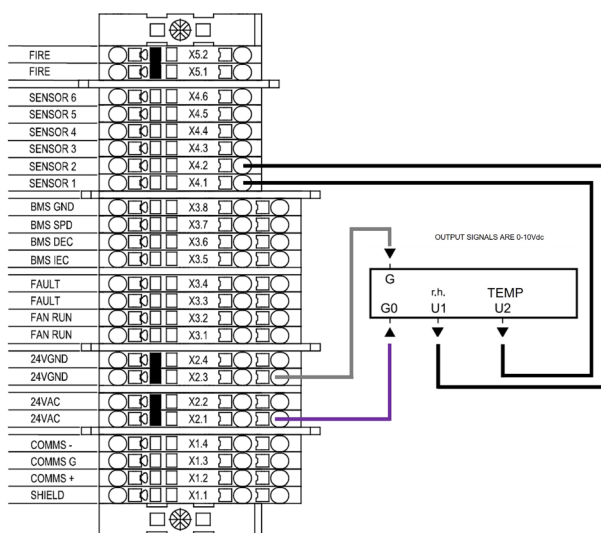 FIRE X5.2
FIRE X5.1
SENSOR 6 X4.6
SENSOR 5 X4.5
SENSOR 4 X4.4
SENSOR 3 X4.3
SENSOR 2 X4.2
SENSOR 1 X4.1
BMS GND X3.8
BMS SPD X3.7
BMS DEC X3.6
BMS IEC X3.5
FAULT X3.4
FAULT X3.3
FAN RUN X3.2
FAN RUN X3.1
24VGND X2.4
24VGND X2.3
24VAC X2.2
24VAC X2.1
COMMS - X1.4
COMMS G X1.3
COMMS + X1.2
SHIELD X1.1
OUTPUT SIGNALS ARE 0-10Vdc
G
r.h. TEMP
G0 U1 U2